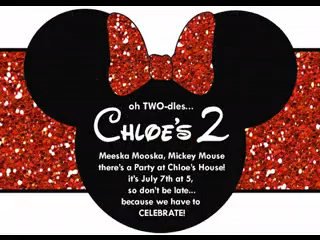 oh TWO-dles...
CHLOE'S 2
Meeska Mooska, Mickey Mouse
there's a Party at Chloe's House!
it's July 7th at 5,
so don't be late...
because we have to
CELEBRATE!